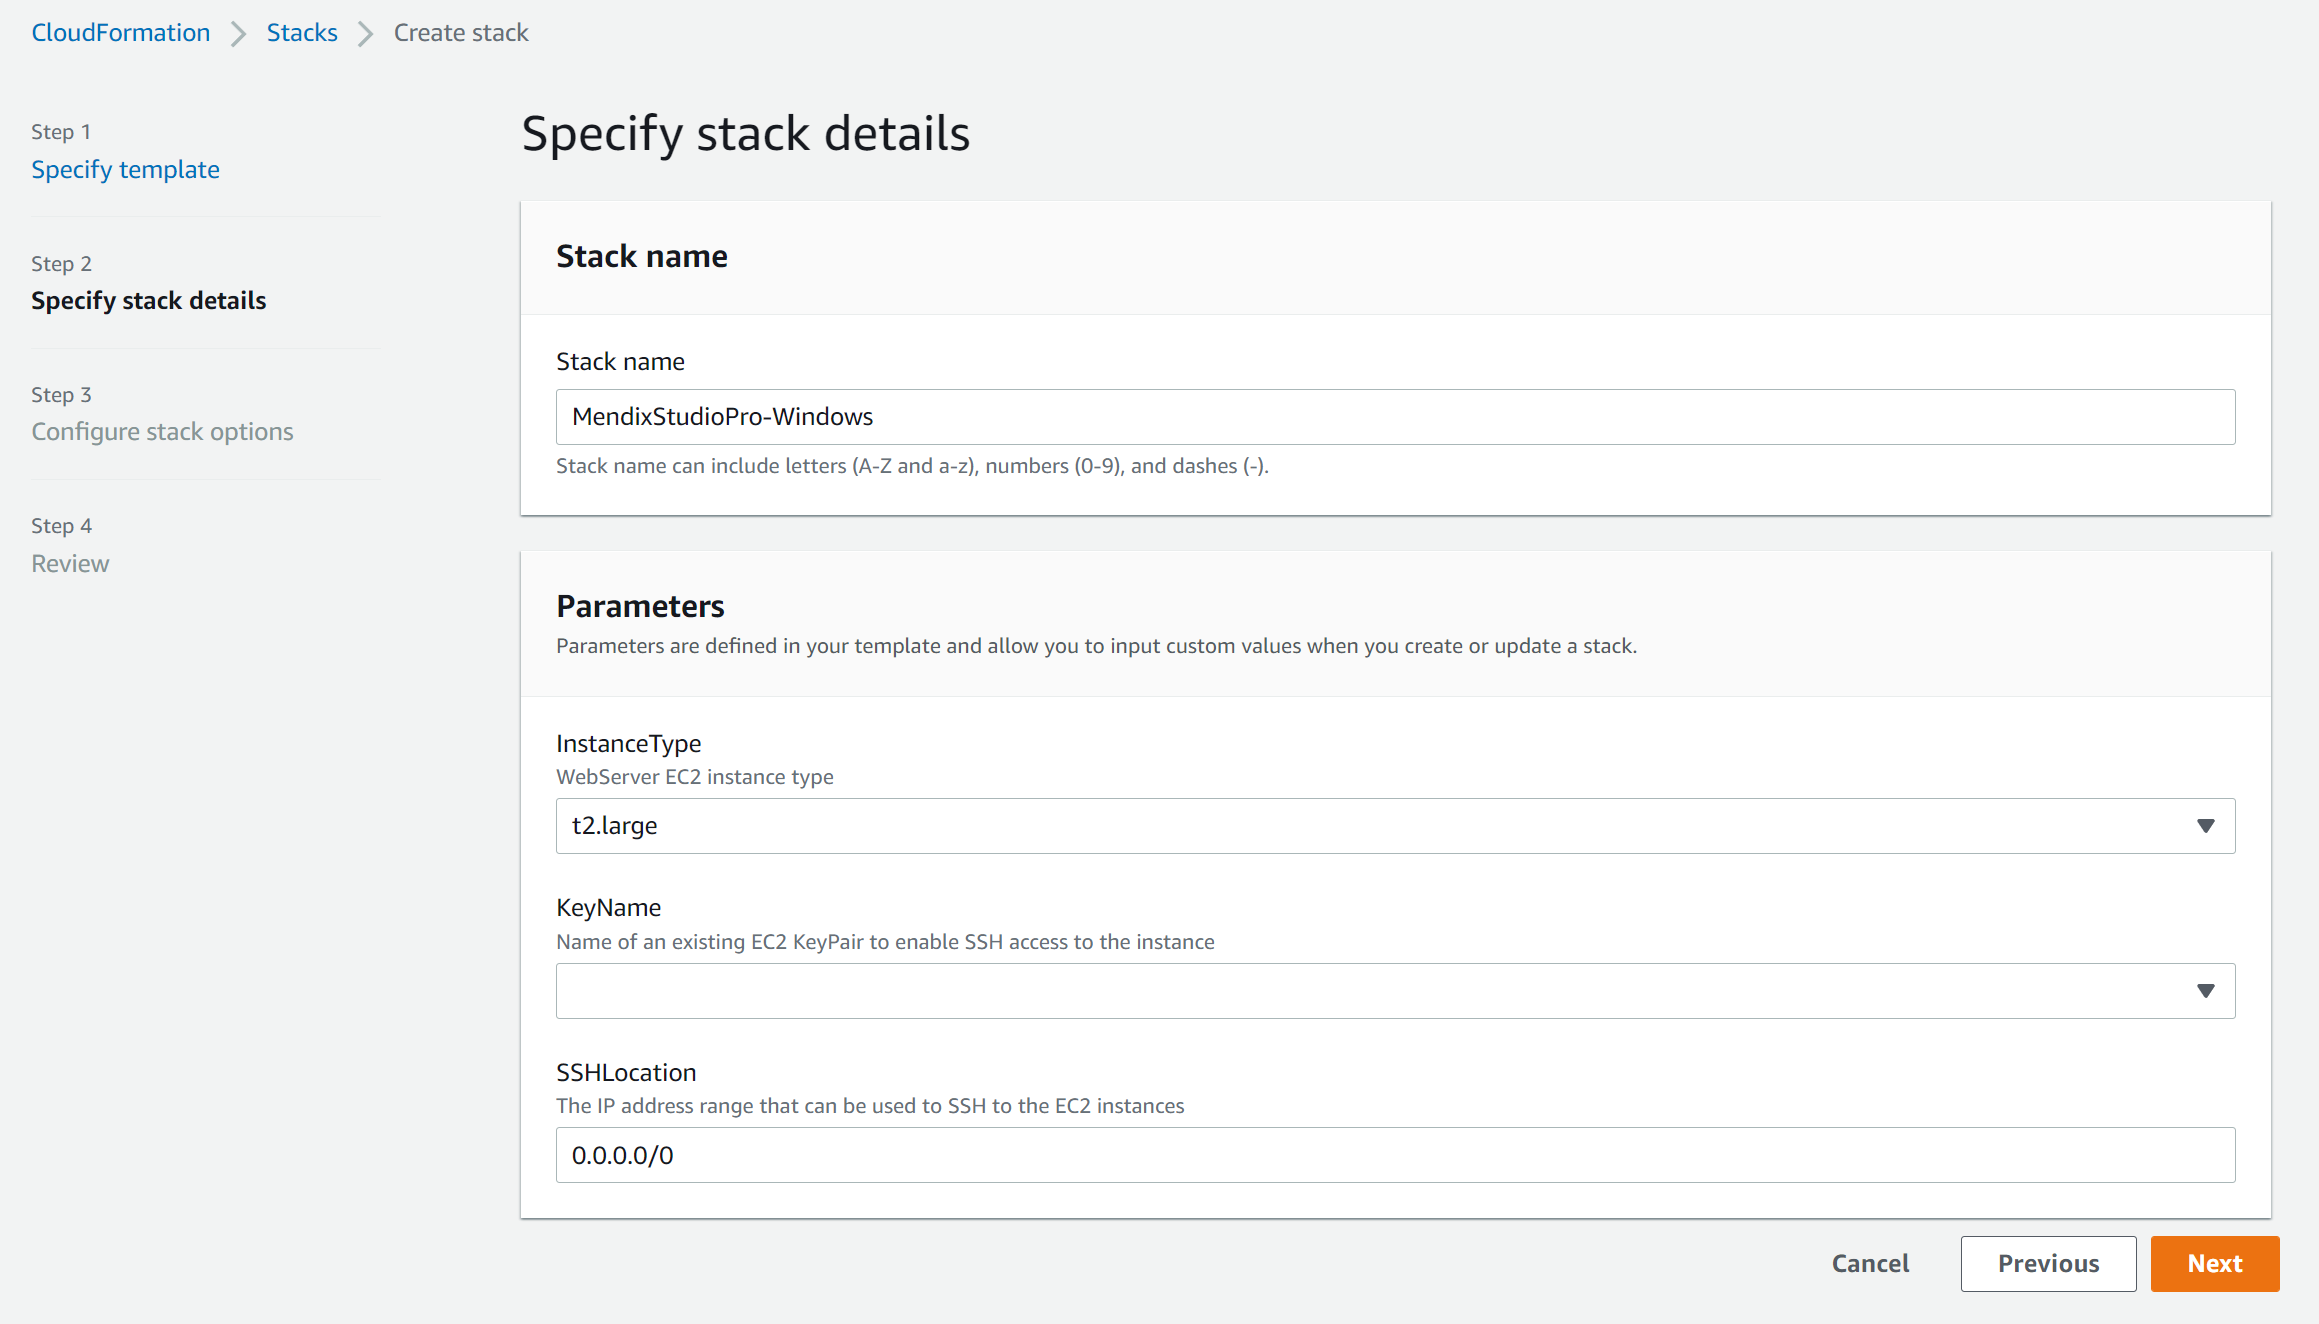 CloudFormation > Stacks > Create stack
Step 1
Specify template
Step 2
Specify stack details
Step 3
Configure stack options
Step 4
Review
Specify stack details
Stack name
Stack name
MendixStudioPro-Windows
Stack name can include letters (A-Z and a-z), numbers (0-9), and dashes (-).
Parameters
Parameters are defined in your template and allow you to input custom values when you create or update a stack.
InstanceType
WebServer EC2 instance type
t2.large
KeyName
Name of an existing EC2 KeyPair to enable SSH access to the instance
SSHLocation
The IP address range that can be used to SSH to the EC2 instances
0.0.0.0/0
Cancel
Previous
Next